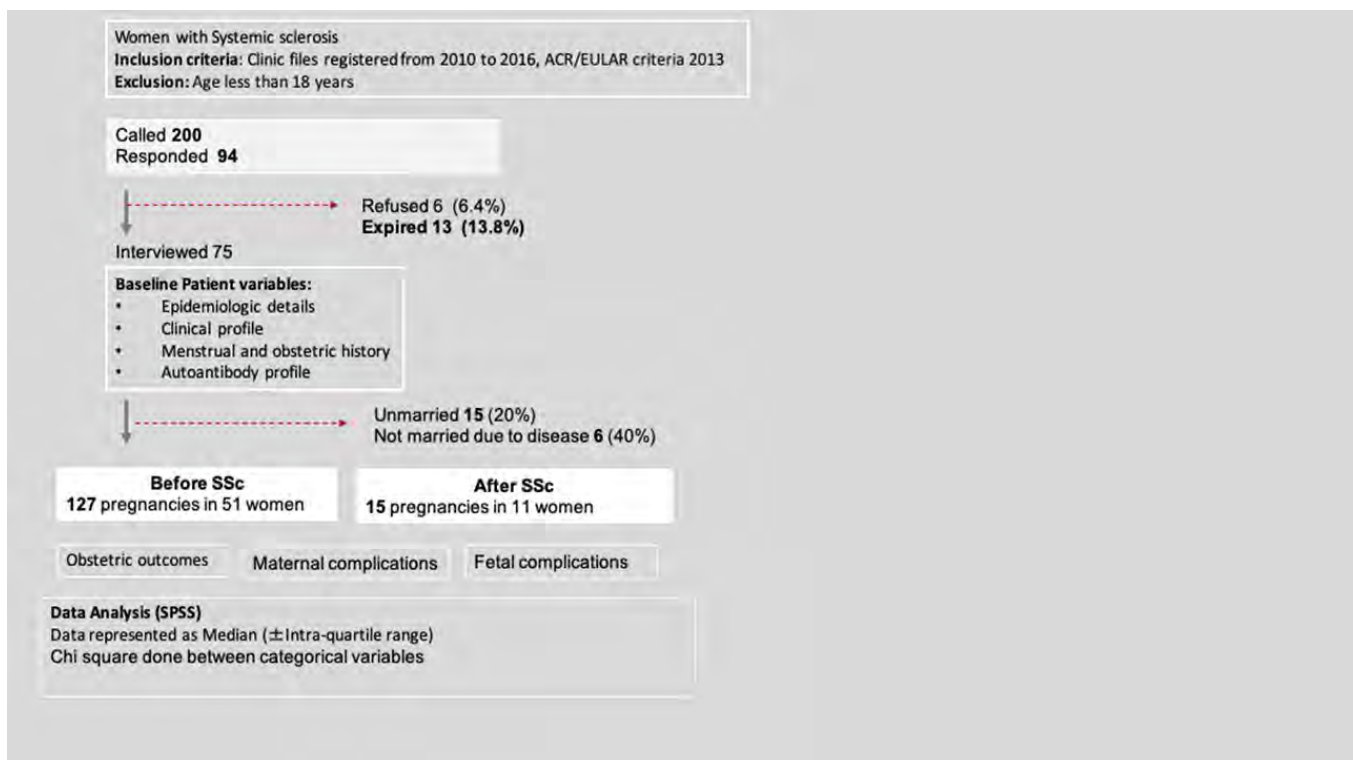 Women with Systemic sclerosis
Inclusion criteria: Clinic files registered from 2010 to 2016, ACR/EULAR criteria 2013
Exclusion: Age less than 18 years
Called 200
Responded 94
Refused 6 (6.4%)
Expired 13 (13.8%)
Interviewed 75
Baseline Patient variables:
• Epidemiologic details
• Clinical profile
• Menstrual and obstetric history
• Autoantibody profile
Unmarried 15 (20%)
Not married due to disease 6 (40%)
Before SSc
127 pregnancies in 51 women
After SSc
15 pregnancies in 11 women
Obstetric outcomes
Maternal complications
Fetal complications
Data Analysis (SPSS)
Data represented as Median (±Intra-quartile range)
Chi square done between categorical variables